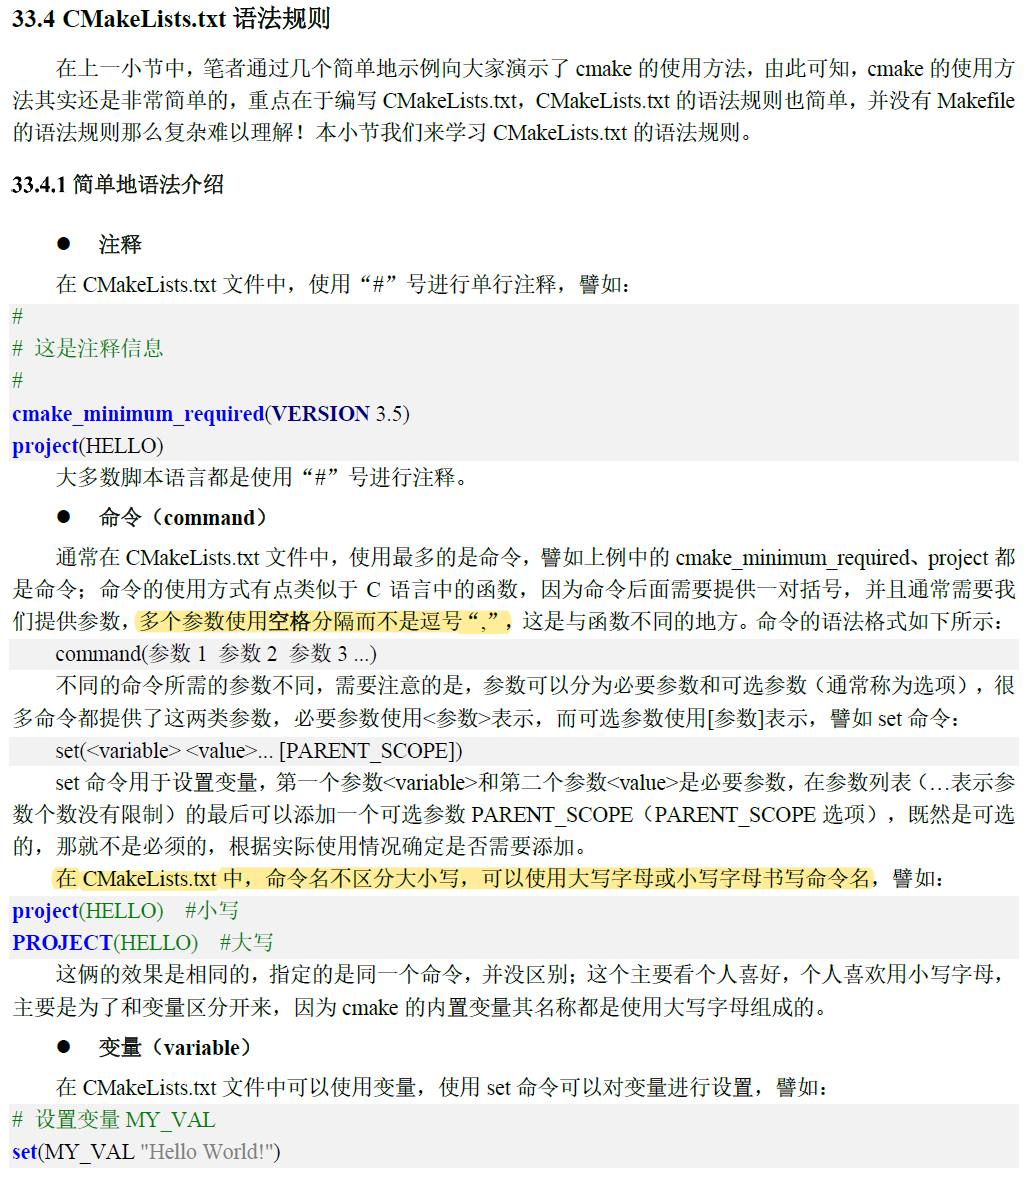 33.4 CMakeLists.txt 语法规则
在上一小节中，笔者通过几个简单地示例向大家演示了 cmake 的使用方法，由此可知，cmake 的使用方
法其实还是非常简单的，重点在于编写 CMakeLists.txt，CMakeLists.txt 的语法规则也简单，并没有 Makefile
的语法规则那么复杂难以理解！本小节我们来学习 CMakeLists.txt 的语法规则。
33.4.1 简单地语法介绍
● 注释
在 CMakeLists.txt 文件中，使用“#”号进行单行注释，譬如：
#
# 这是注释信息
#
cmake_minimum_required(VERSION 3.5)
project(HELLO)
大多数脚本语言都是使用“#”号进行注释。
● 命令（command）
通常在 CMakeLists.txt 文件中，使用最多的是命令，譬如上例中的 cmake_minimum_required、project 都
是命令；命令的使用方式有点类似于 C 语言中的函数，因为命令后面需要提供一对括号，并且通常需要我
们提供参数，多个参数使用空格分隔而不是逗号“,”，这是与函数不同的地方。命令的语法格式如下所示：
command(参数 1 参数 2 参数 3 ...)
不同的命令所需的参数不同，需要注意的是，参数可以分为必要参数和可选参数（通常称为选项），很
多命令都提供了这两类参数，必要参数使用<参数>表示，而可选参数使用[参数]表示，譬如 set 命令：
set(<variable> <value>... [PARENT_SCOPE])
set 命令用于设置变量，第一个参数<variable>和第二个参数<value>是必要参数，在参数列表（…表示参
数个数没有限制）的最后可以添加一个可选参数 PARENT_SCOPE（PARENT_SCOPE 选项），既然是可选
的，那就不是必须的，根据实际使用情况确定是否需要添加。
在 CMakeLists.txt 中，命令名不区分大小写，可以使用大写字母或小写字母书写命令名，譬如：
project(HELLO) #小写
PROJECT(HELLO) #大写
这俩的效果是相同的，指定的是同一个命令，并没区别；这个主要看个人喜好，个人喜欢用小写字母，
主要是为了和变量区分开来，因为 cmake 的内置变量其名称都是使用大写字母组成的。
● 变量（variable）
在 CMakeLists.txt 文件中可以使用变量，使用 set 命令可以对变量进行设置，譬如：
# 设置变量 MY_VAL
set(MY_VAL "Hello World!")